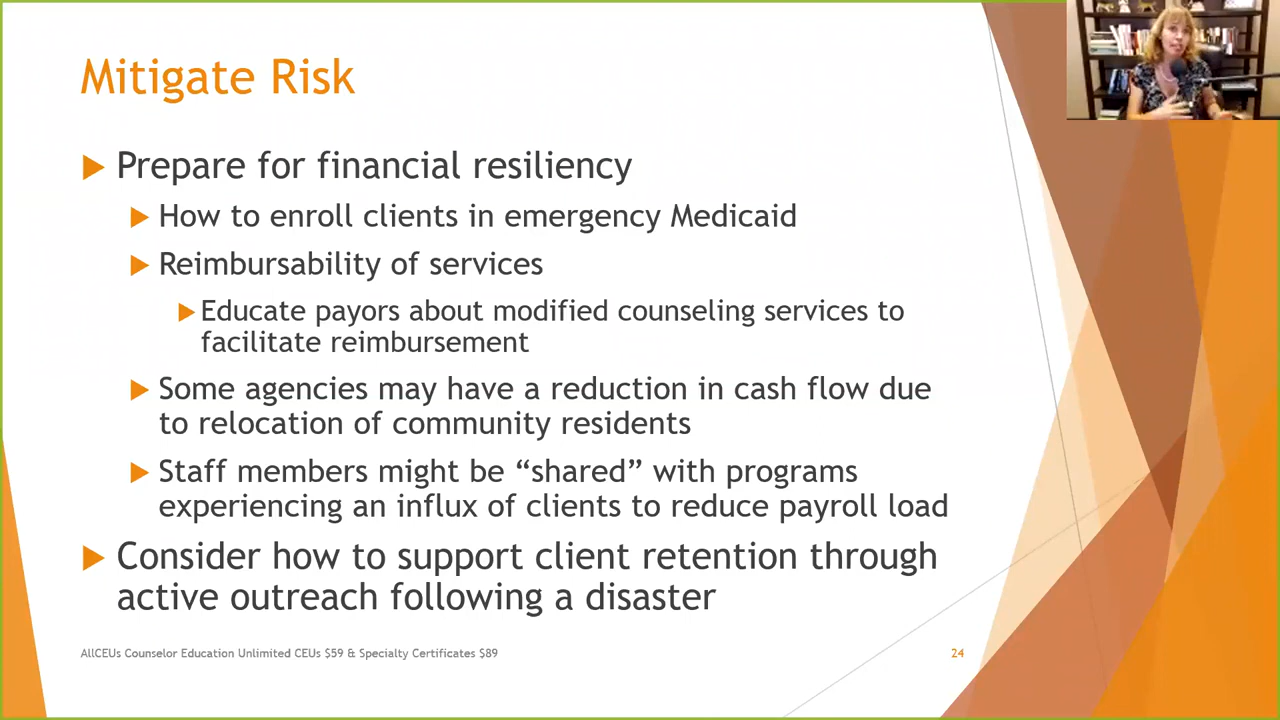 Mitigate Risk
Prepare for financial resiliency
How to enroll clients in emergency Medicaid
Reimbursability of services
Educate payors about modified counseling services to
facilitate reimbursement
Some agencies may have a reduction in cash flow due
to relocation of community residents
Staff members might be “shared” with programs
experiencing an influx of clients to reduce payroll load
Consider how to support client retention through
active outreach following a disaster
AllCEUs Counselor Education Unlimited CEUs $59 & Specialty Certificates $89
24